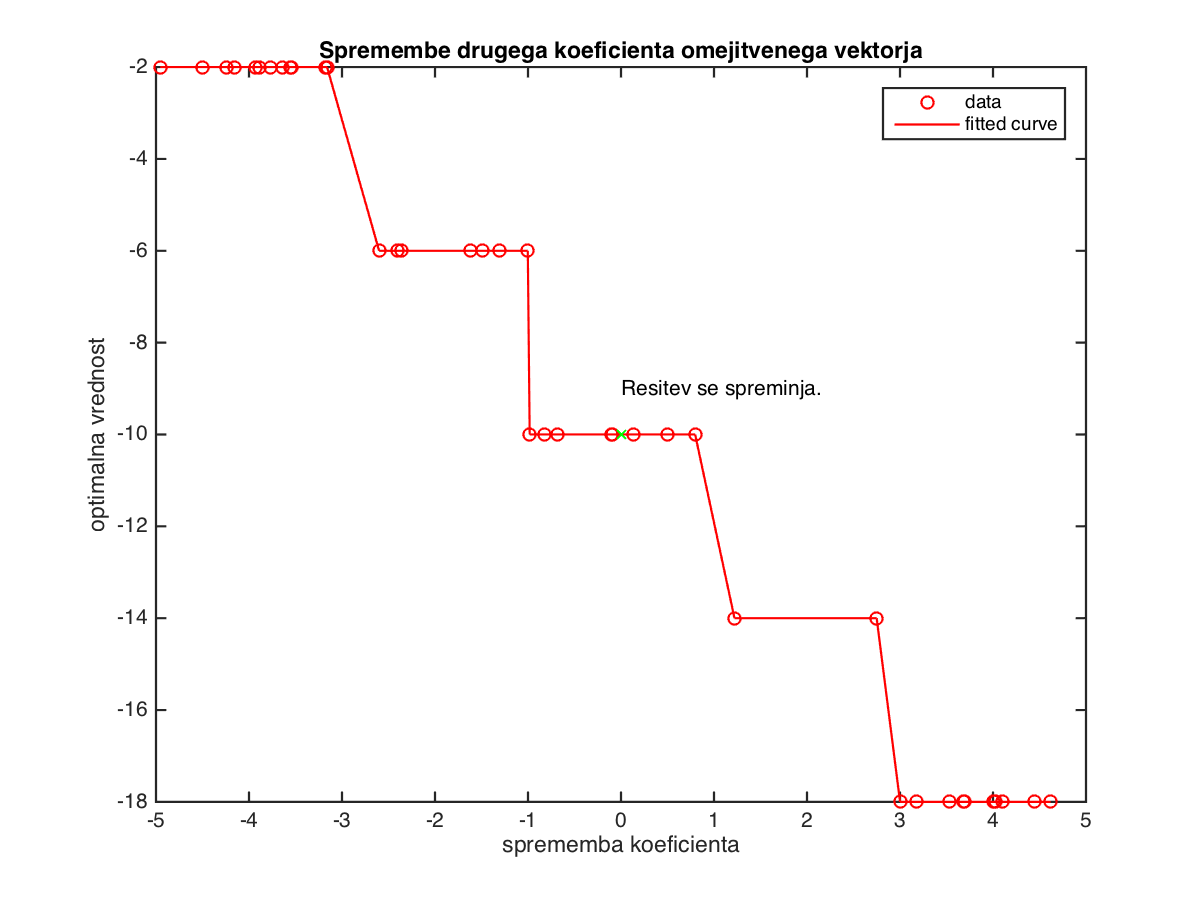 Spremembe drugega koeficienta omejitvenega vektorja
data
fitted curve
Resitev se spreminja.
optimalna vrednost
-2
-4
-6
-8
-10
-12
-14
-16
-18
-5 -4 -3 -2 -1 0 1 2 3 4 5
sprememba koeficienta